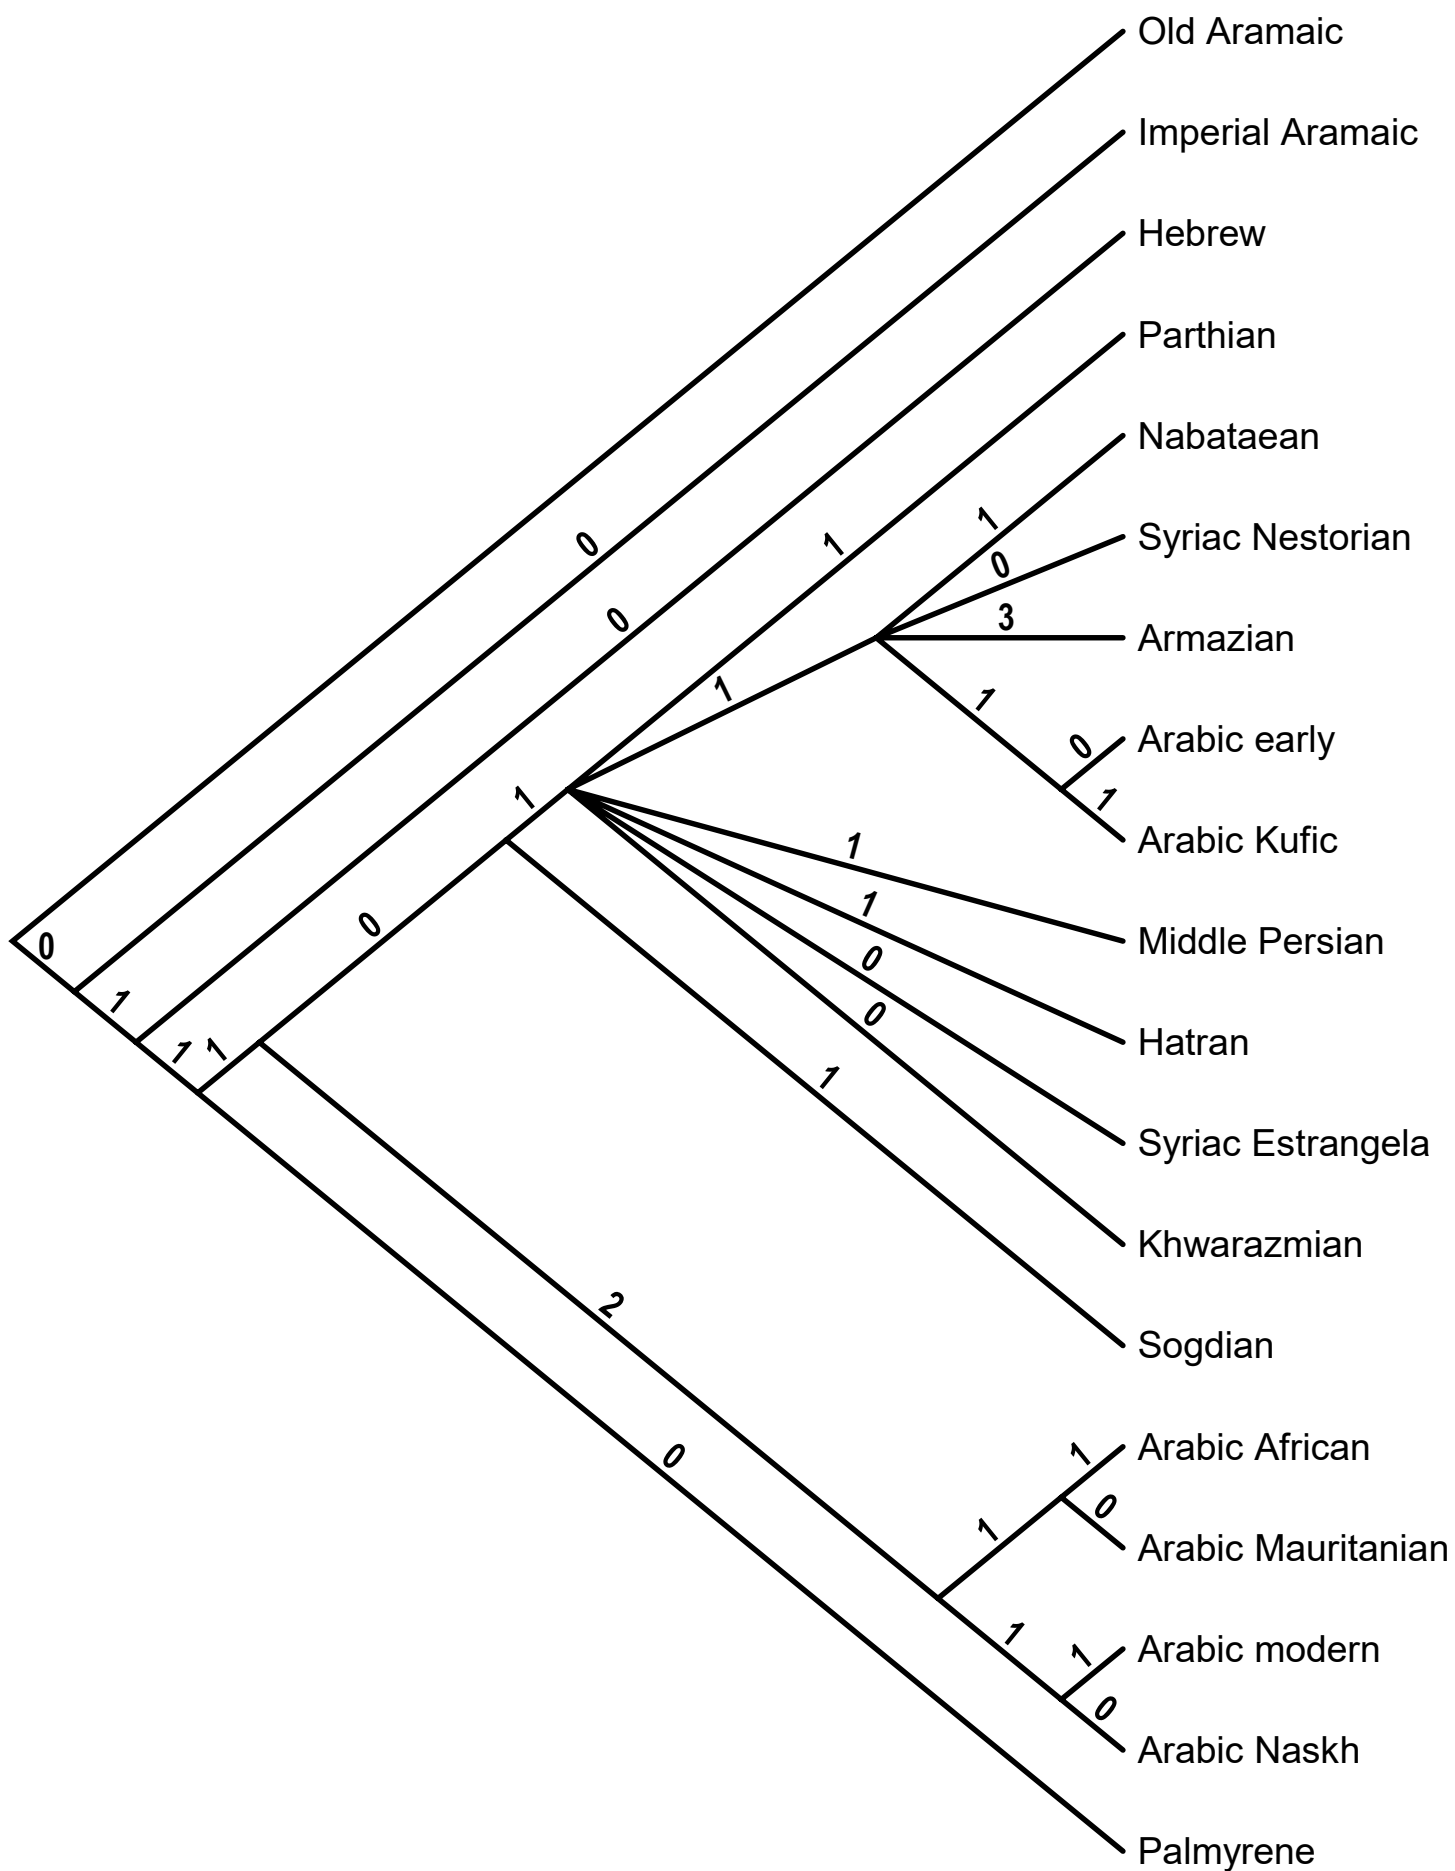 Old Aramaic
Imperial Aramaic
Hebrew
Parthian
Nabataean
1
Syriac Nestorian
0
1
0
3
Armazian
0
1
1
Arabic early
0
1
Arabic Kufic
1
1
1
0
Middle Persian
0
0
1
Hatran
0
1
1
1
Syriac Estrangela
Khwarazmian
2
Sogdian
1
Arabic African
0
0
1
Arabic Mauritanian
1
1
Arabic modern
0
Arabic Naskh
Palmyrene